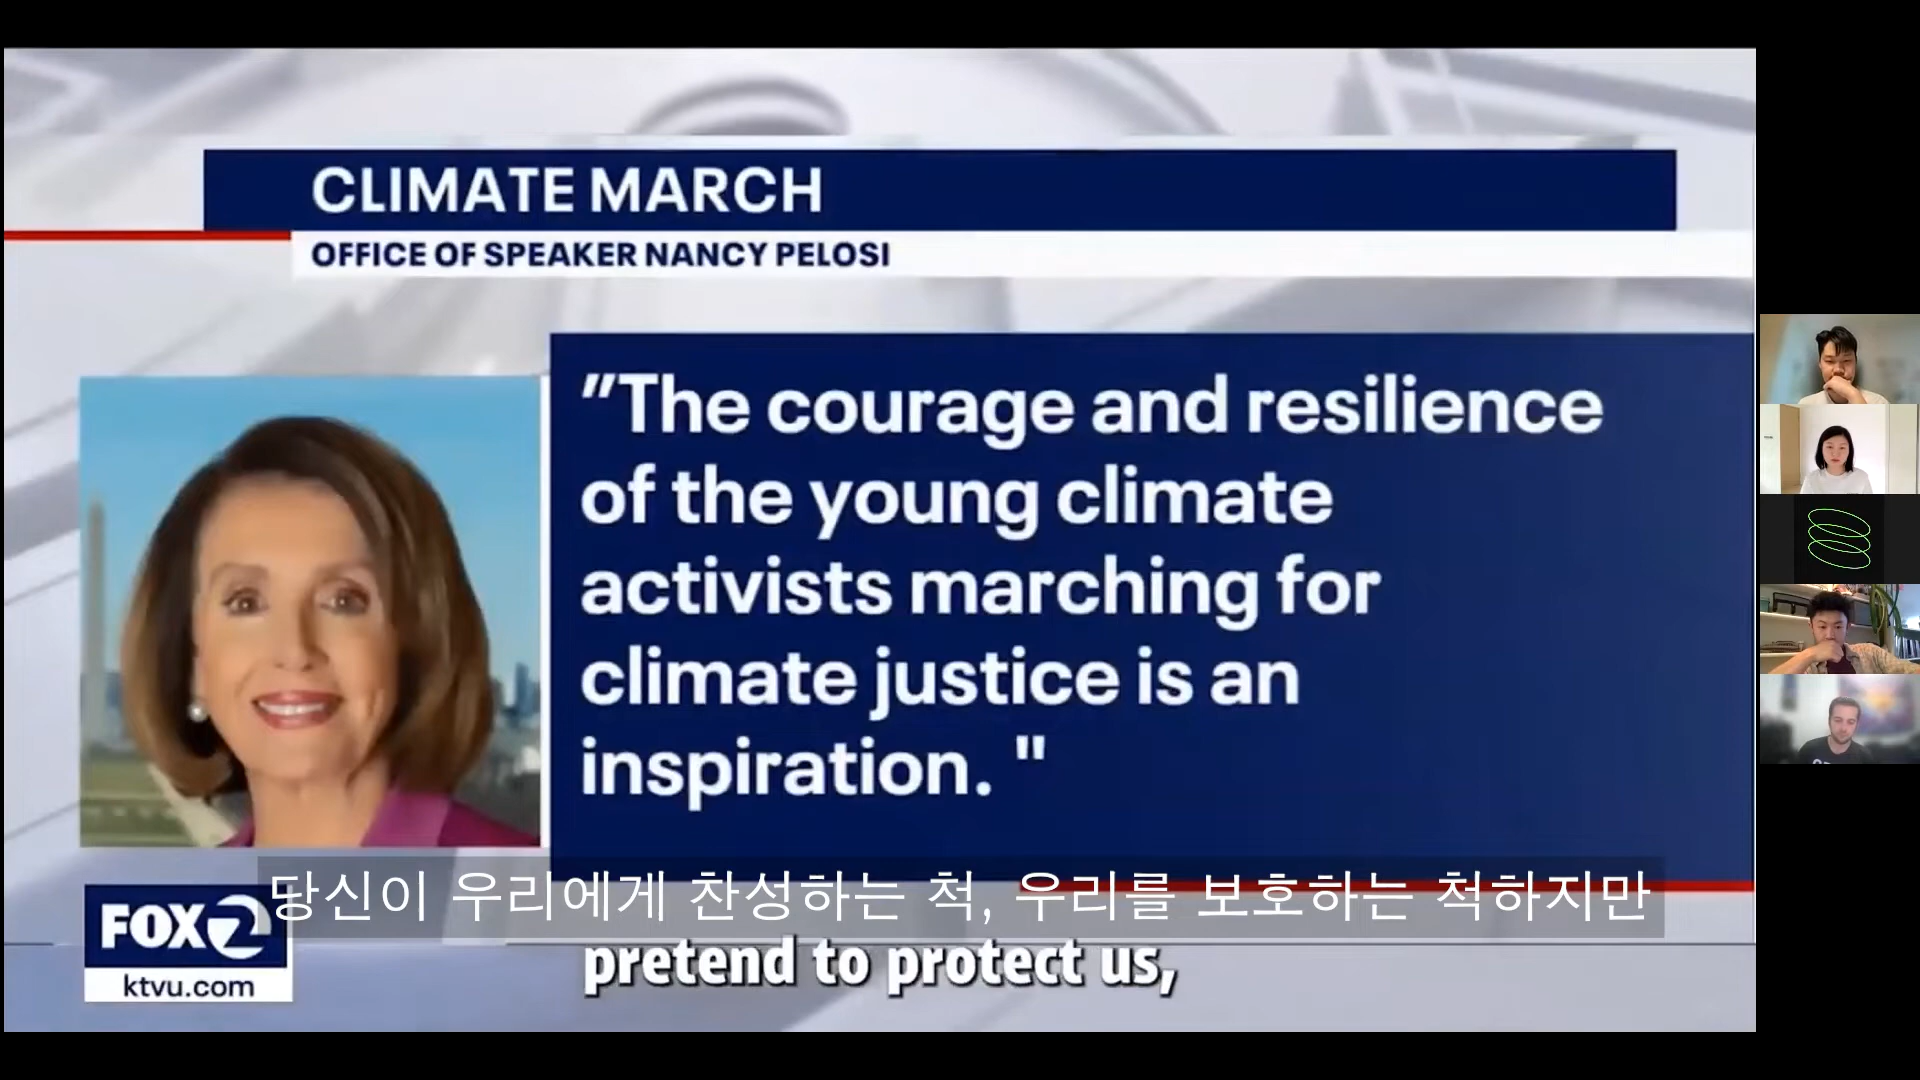 CLIMATE MARCH
OFFICE OF SPEAKER NANCY PELOSI
"The courage and resilience
of the young climate
activists marching for
climate justice is an
inspiration. "
당신이 우리에게 찬성하는 척, 우리를 보호하는 척하지만
FOX 2
pretend to protect us,
ktvu.com